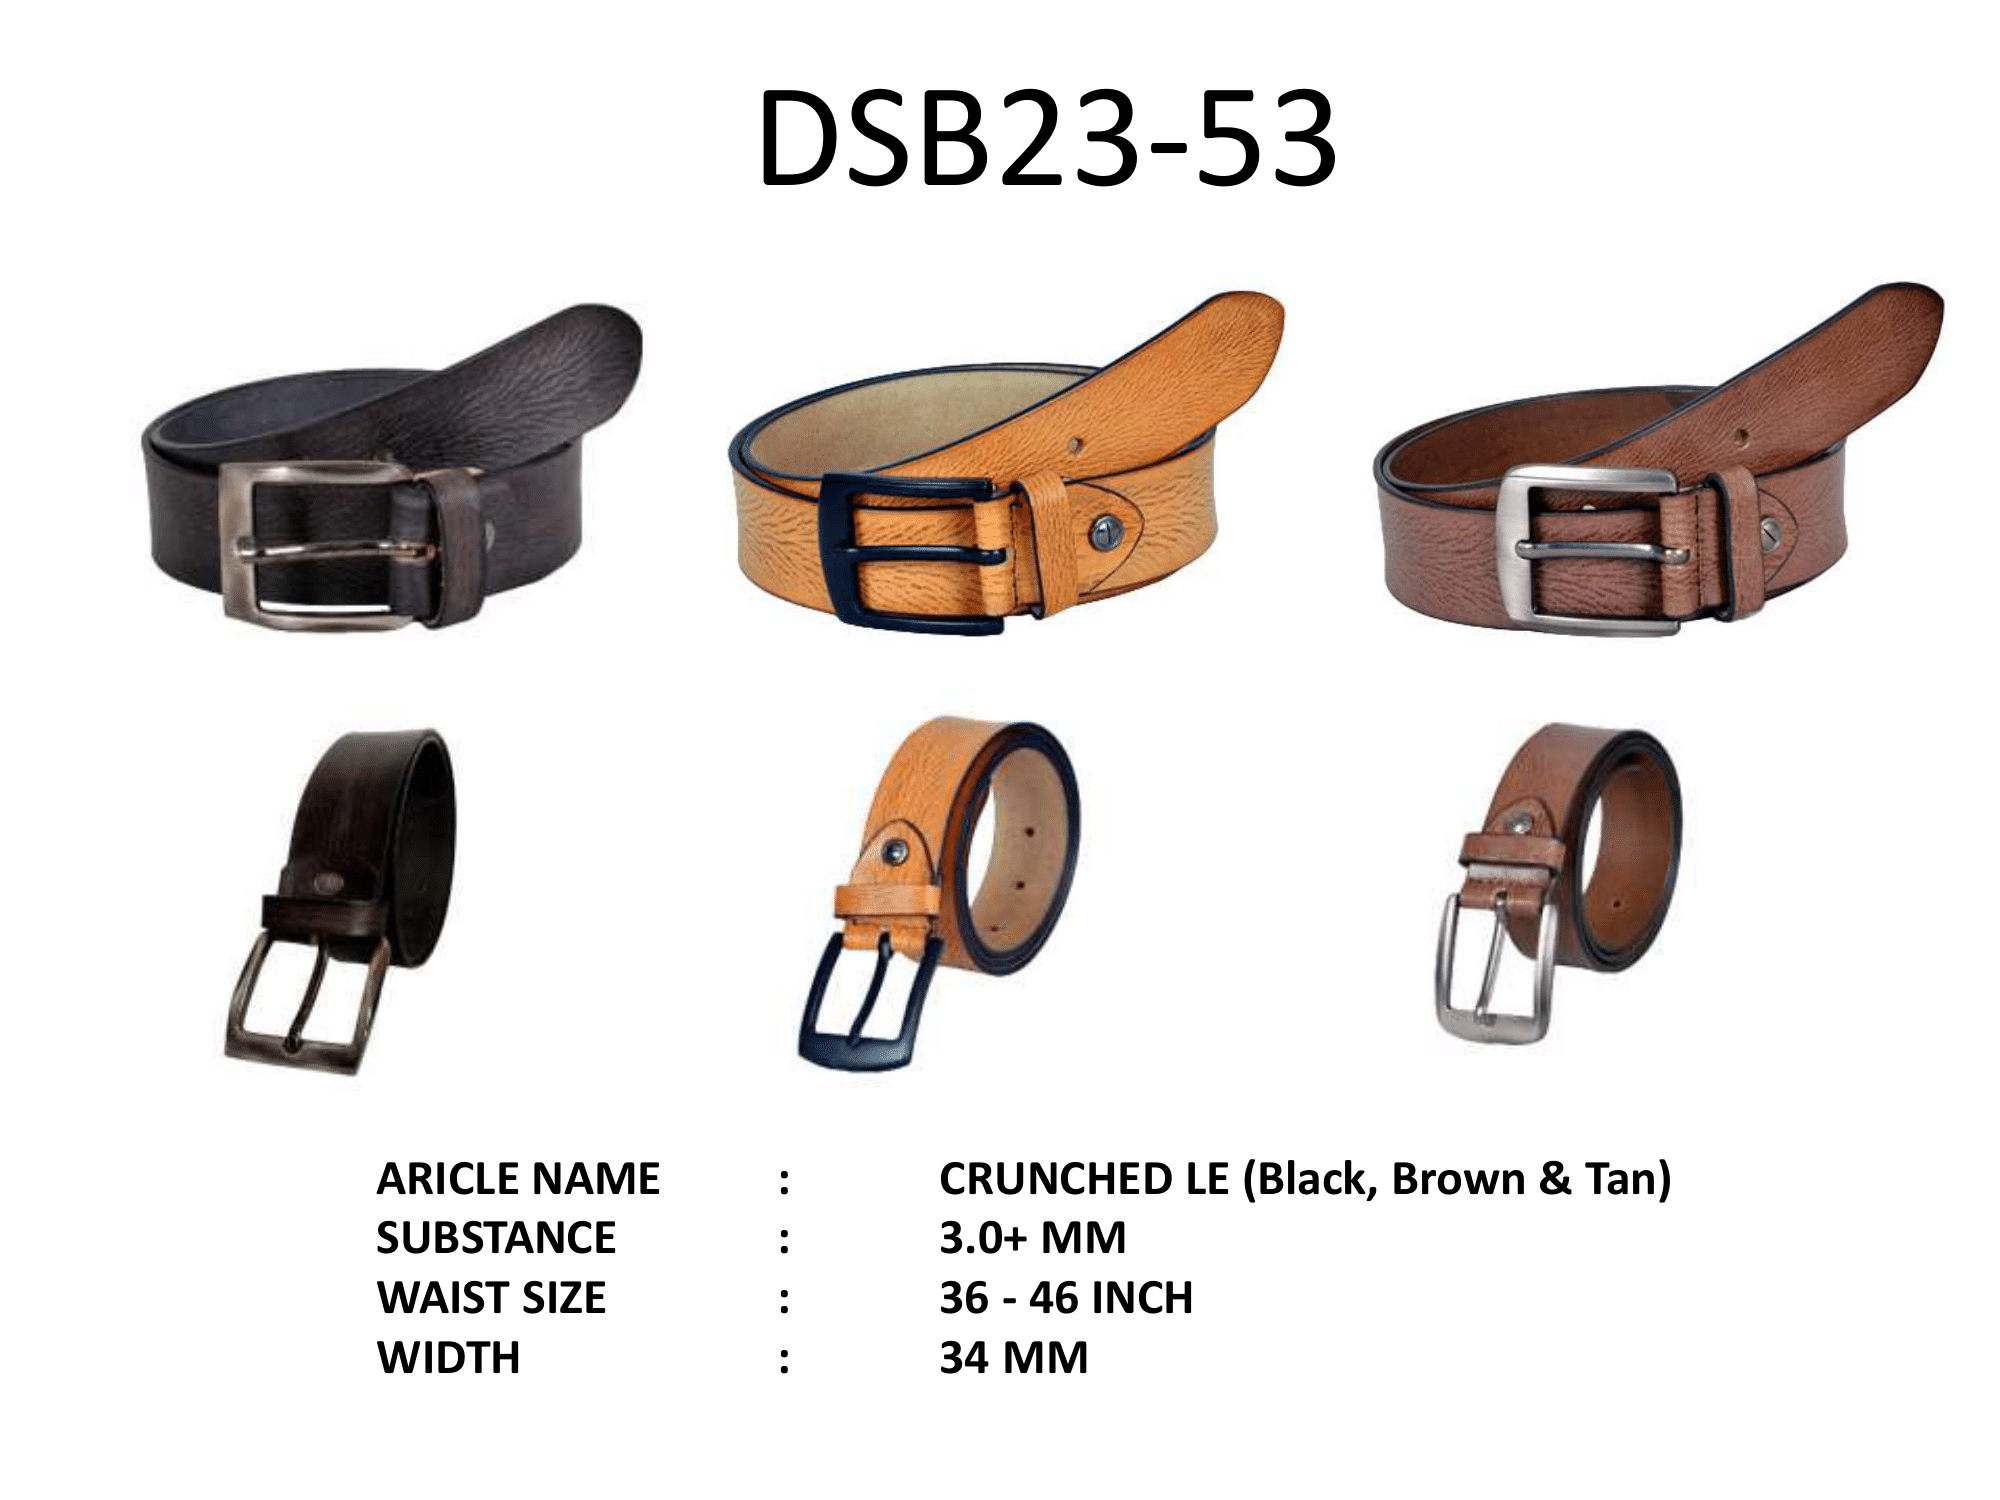 DSB23-53
ARICLE NAME : CRUNCHED LE (Black, Brown & Tan)
SUBSTANCE : 3.0+ MM
WAIST SIZE : 36 - 46 INCH
WIDTH : 34 MM